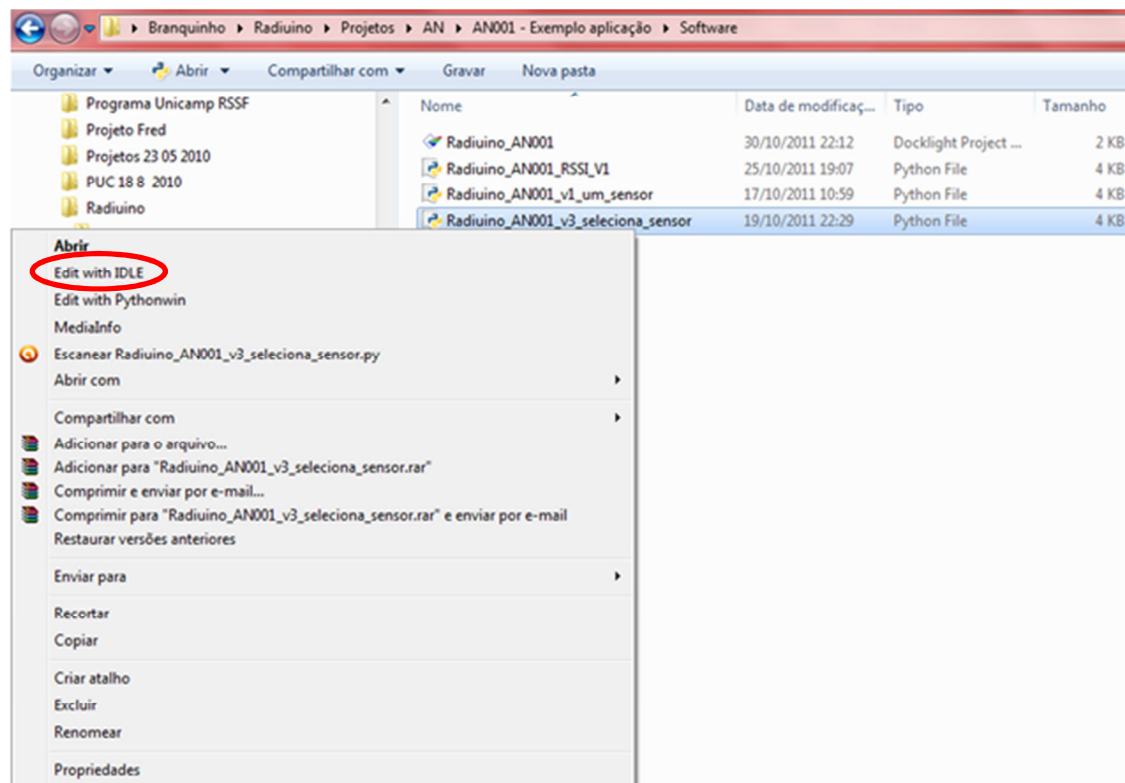 Branquinho ▸ Radiuino ▸ Projetos ▸ AN ▸ AN001 - Exemplo aplicação ▸ Software
Organizar Abrir Compartilhar com Gravar Nova pasta
Programa Unicamp RSSF
Projeto Fred
Projetos 23 05 2010
PUC 18 8 2010
Radiuino
Nome Data de modificaç... Tipo Tamanho
Radiuino_AN001 30/10/2011 22:12 Docklight Project ... 2 KB
Radiuino_AN001_RSSI_V1 25/10/2011 19:07 Python File 4 KB
Radiuino_AN001_v1_um_sensor 17/10/2011 10:59 Python File 4 KB
Radiuino_AN001_v3_seleciona_sensor 19/10/2011 22:29 Python File 4 KB
Abrir
Edit with IDLE
Edit with Pythonwin
MediaInfo
Escanear Radiuino_AN001_v3_seleciona_sensor.py
Abrir com
Compartilhar com
Adicionar para o arquivo...
Adicionar para "Radiuino_AN001_v3_seleciona_sensor.rar"
Comprimir e enviar por e-mail...
Comprimir para "Radiuino_AN001_v3_seleciona_sensor.rar" e enviar por e-mail
Restaurar versões anteriores
Enviar para
Recortar
Copiar
Criar atalho
Excluir
Renomear
Propriedades